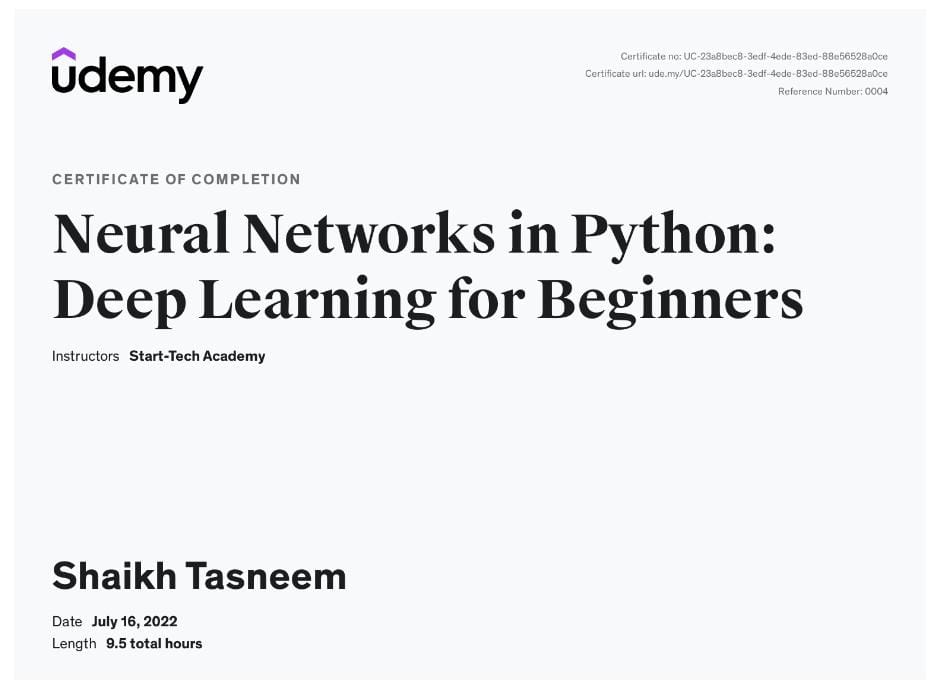 udemy
Certificate no: UC-23a8bec8-3edf-4ede-83ed-88e56528a0ce
Certificate url: ude.my/UC-23a8bec8-3edf-4ede-83ed-88e56528a0ce
Reference Number: 0004
CERTIFICATE OF COMPLETION
Neural Networks in Python:
Deep Learning for Beginners
Instructors Start-Tech Academy
Shaikh Tasneem
Date July 16, 2022
Length 9.5 total hours